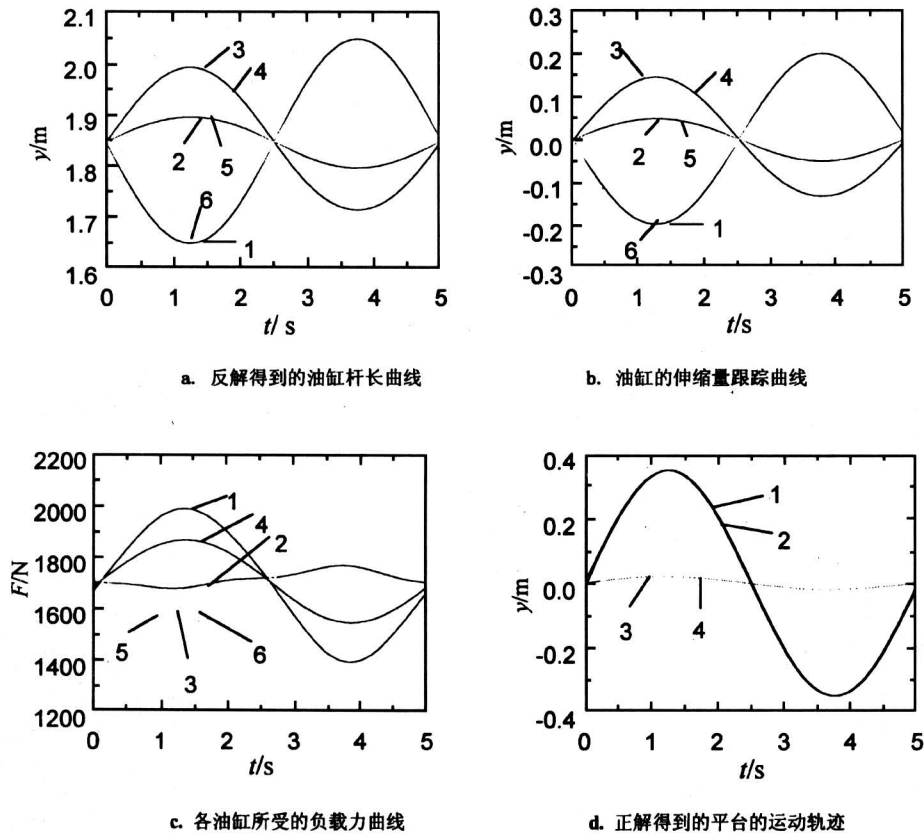 2.1
2.0
1.9
1.8
1.7
1.6
y/m
3
4
2
5
6
1
0 1 2 3 4 5
t/ s
a. 反解得到的油缸杆长曲线
0.3
0.2
0.1
0.0
-0.1
-0.2
-0.3
y/m
3
4
2
5
6
1
0 1 2 3 4 5
t/s
b. 油缸的伸缩量跟踪曲线
2200
2000
1800
1600
1400
1200
F/N
1
4
2
5
3
6
0 1 2 3 4 5
t/s
c. 各油缸所受的负载力曲线
0.4
0.2
0.0
-0.2
-0.4
y/m
1
2
3
4
0 1 2 3 4 5
t/s
d. 正解得到的平台的运动轨迹